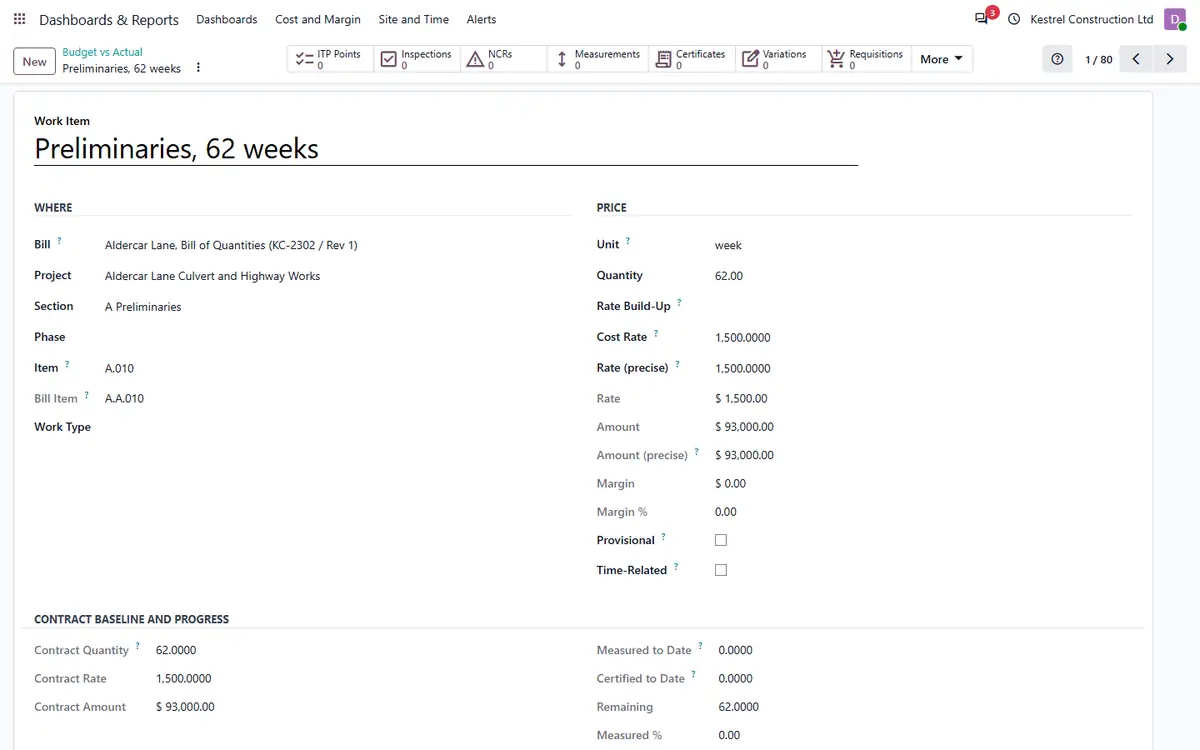 Dashboards & Reports Dashboards Cost and Margin Site and Time Alerts 3 Kestrel Construction Ltd D
New Budget vs Actual
Preliminaries, 62 weeks
ITP Points 0 Inspections 0 NCRs 0 Measurements 0 Certificates 0 Variations 0 Requisitions 0 More 1 / 80
Work Item
Preliminaries, 62 weeks
WHERE
Bill ? Aldercar Lane, Bill of Quantities (KC-2302 / Rev 1)
Project Aldercar Lane Culvert and Highway Works
Section A Preliminaries
Phase
Item ? A.010
Bill Item ? A.A.010
Work Type
PRICE
Unit ? week
Quantity 62.00
Rate Build-Up ?
Cost Rate ? 1,500.0000
Rate (precise) ? 1,500.0000
Rate $ 1,500.00
Amount $ 93,000.00
Amount (precise) ? $ 93,000.00
Margin $ 0.00
Margin % 0.00
Provisional ?
Time-Related ?
CONTRACT BASELINE AND PROGRESS
Contract Quantity ? 62.0000
Contract Rate 1,500.0000
Contract Amount $ 93,000.00
Measured to Date ? 0.0000
Certified to Date ? 0.0000
Remaining 62.0000
Measured % 0.00